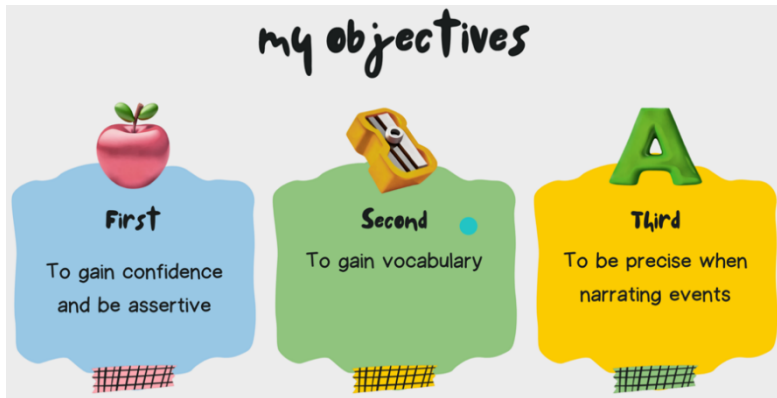 my objectives
First
To gain confidence
and be assertive
Second
To gain vocabulary
Third
To be precise when
narrating events